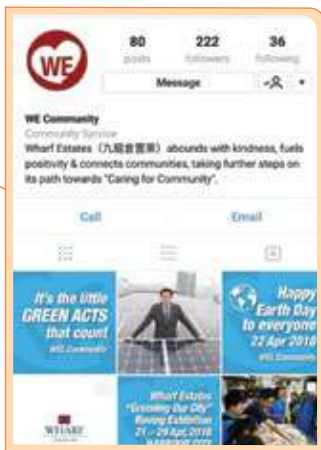 WE
80 222 36
posts followers following
Message
WE Community
Community Service
Wharf Estates (九龍倉置業) abounds with kindness, fuels
positivity & connects communities, taking further steps on
its path towards "Caring for Community".
Call Email
It's the little
GREEN ACTS
that count
WE Community
Happy
Earth Day
to everyone
22 Apr 2018
WE Community
WHARF
Wharf Estates
"Greening Our City"
Roving Exhibition
21 – 29 Apr, 2018
HARBOUR CITY